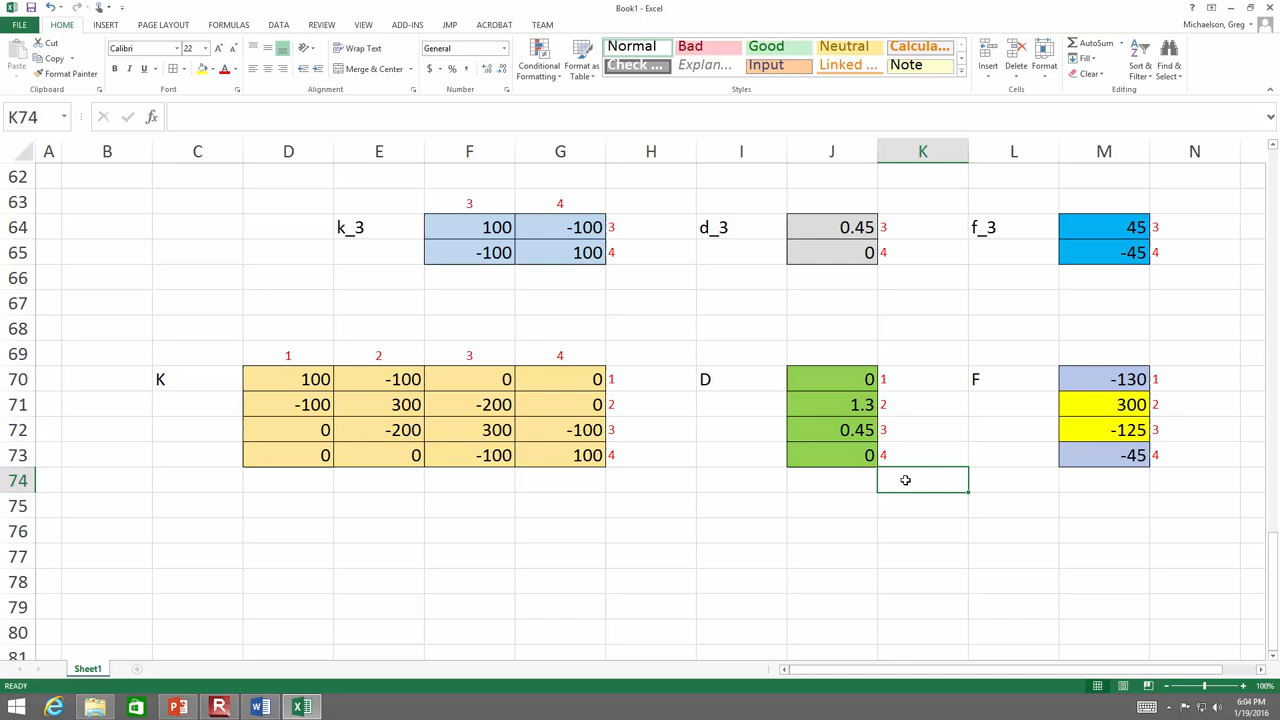 Book1 - Excel
FILE HOME INSERT PAGE LAYOUT FORMULAS DATA REVIEW VIEW ADD-INS JMP ACROBAT TEAM Michaelson, Greg
Paste Cut Copy Format Painter Clipboard
Calibri 22 B I U A Font
Wrap Text Merge & Center Alignment
General $ % , Number
Conditional Formatting Format as Table
Normal Bad Good Neutral Calcula...
Check ... Explan... Input Linked ... Note
Styles
Insert Delete Format Cells
AutoSum Fill Clear Sort & Filter Find & Select Editing
K74 fx
A B C D E F G H I J K L M N
62
63 3 4
64 k_3 100 -100 3 d_3 0.45 3 f_3 45 3
65 -100 100 4 0 4 -45 4
66
67
68
69 1 2 3 4
70 K 100 -100 0 0 1 D 0 1 F -130 1
71 -100 300 -200 0 2 1.3 2 300 2
72 0 -200 300 -100 3 0.45 3 -125 3
73 0 0 -100 100 4 0 4 -45 4
74
75
76
77
78
79
80
81
Sheet1
READY 100%
6:04 PM
1/19/2016